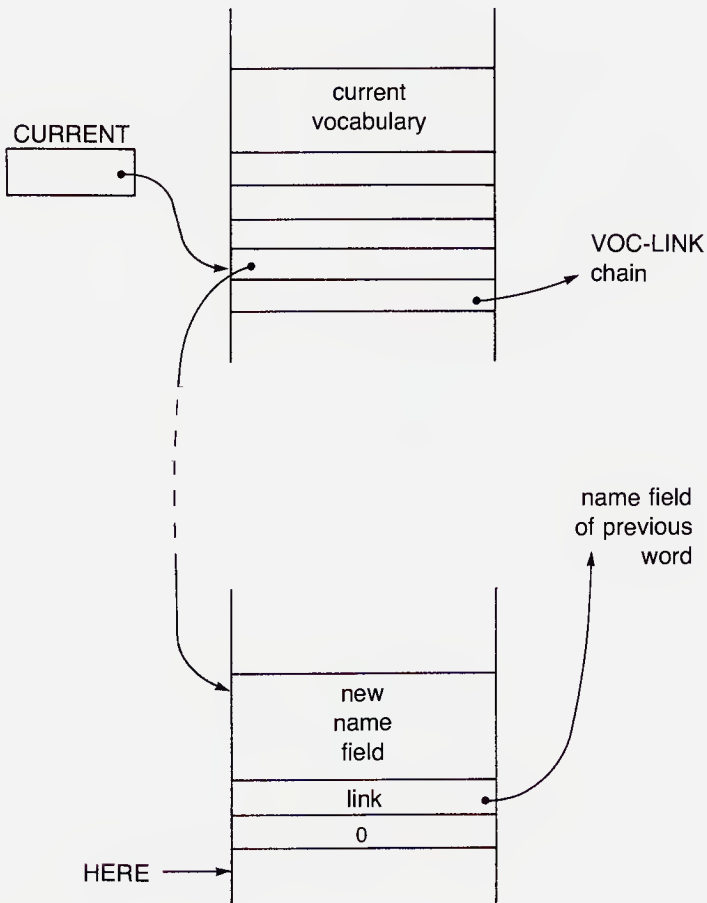 current
vocabulary
CURRENT
VOC-LINK
chain
name field
of previous
word
new
name
field
link
0
HERE